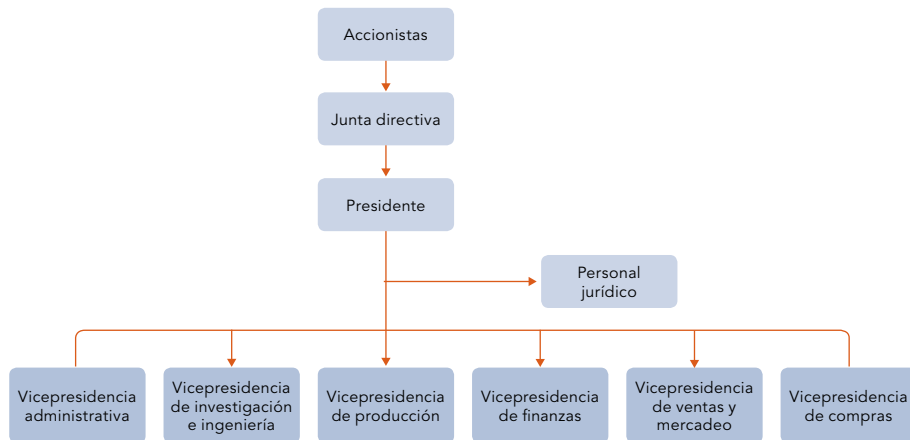 Accionistas
Junta directiva
Presidente
Personal
jurídico
Vicepresidencia
administrativa
Vicepresidencia
de investigación
e ingeniería
Vicepresidencia
de producción
Vicepresidencia
de finanzas
Vicepresidencia
de ventas y
mercadeo
Vicepresidencia
de compras